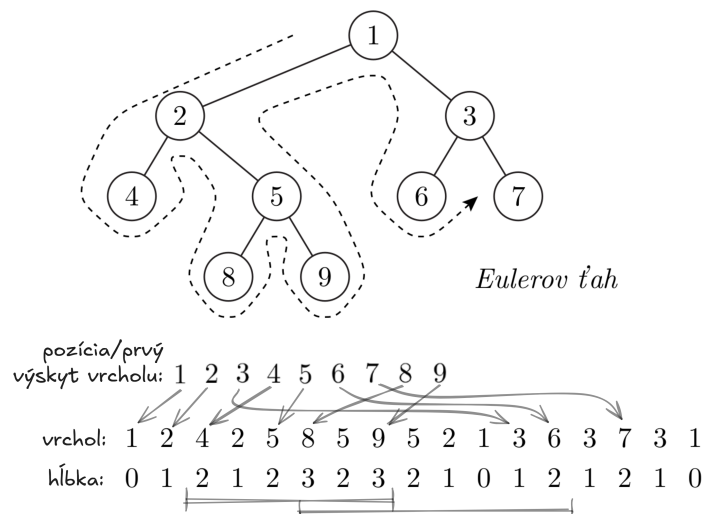 1
2 3
4 5 6 7
8 9
Eulerov ťah
pozícia/prvý
výskyt vrcholu: 1 2 3 4 5 6 7 8 9
vrchol: 1 2 4 2 5 8 5 9 5 2 1 3 6 3 7 3 1
hĺbka: 0 1 2 1 2 3 2 3 2 1 0 1 2 1 2 1 0